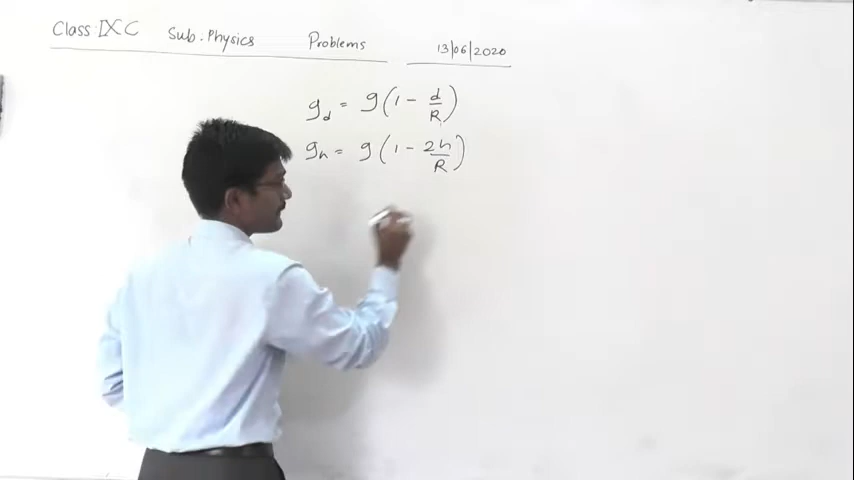 Class: IX C Sub. Physics Problems 13/06/2020
g_d = g(1 - d/R)
g_h = g(1 - 2h/R)